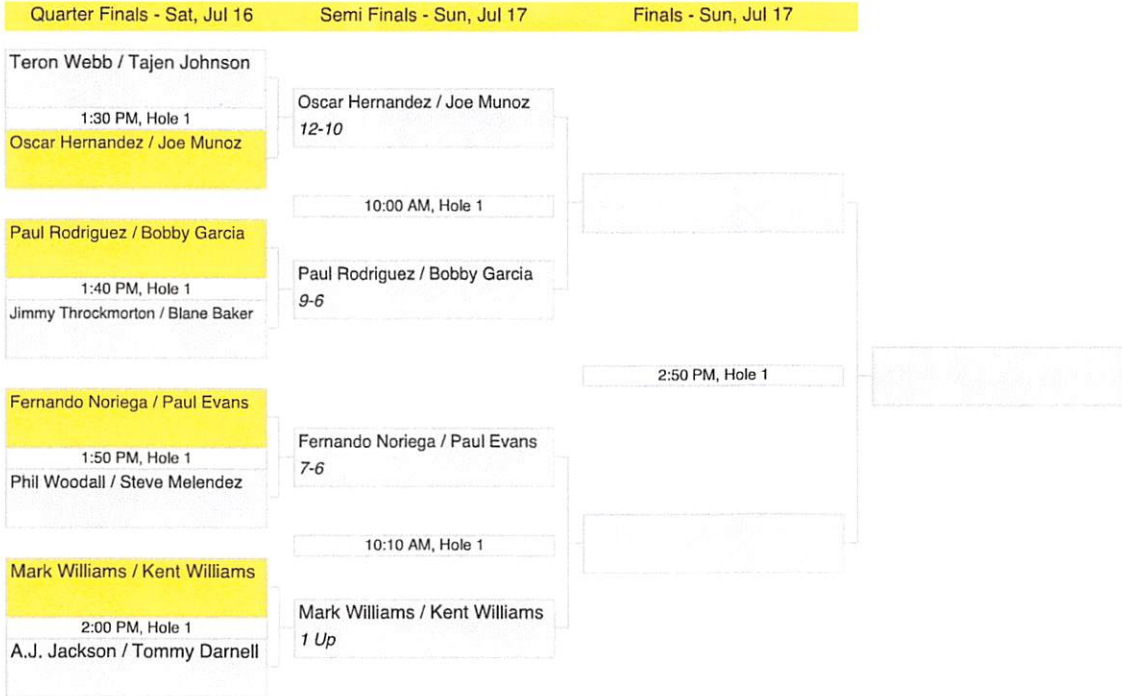 Quarter Finals - Sat, Jul 16
Semi Finals - Sun, Jul 17
Finals - Sun, Jul 17
Teron Webb / Tajen Johnson
1:30 PM, Hole 1
Oscar Hernandez / Joe Munoz
Paul Rodriguez / Bobby Garcia
1:40 PM, Hole 1
Jimmy Throckmorton / Blane Baker
Fernando Noriega / Paul Evans
1:50 PM, Hole 1
Phil Woodall / Steve Melendez
Mark Williams / Kent Williams
2:00 PM, Hole 1
A.J. Jackson / Tommy Darnell
Oscar Hernandez / Joe Munoz
12-10
10:00 AM, Hole 1
Paul Rodriguez / Bobby Garcia
9-6
Fernando Noriega / Paul Evans
7-6
10:10 AM, Hole 1
Mark Williams / Kent Williams
1 Up
2:50 PM, Hole 1